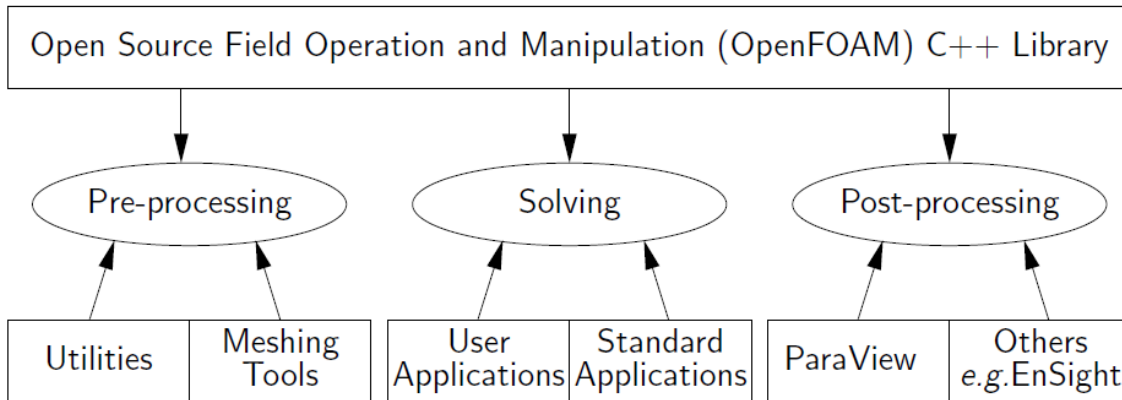 Open Source Field Operation and Manipulation (OpenFOAM) C++ Library
Pre-processing
Solving
Post-processing
Utilities
Meshing
Tools
User
Applications
Standard
Applications
ParaView
Others
e.g.EnSight